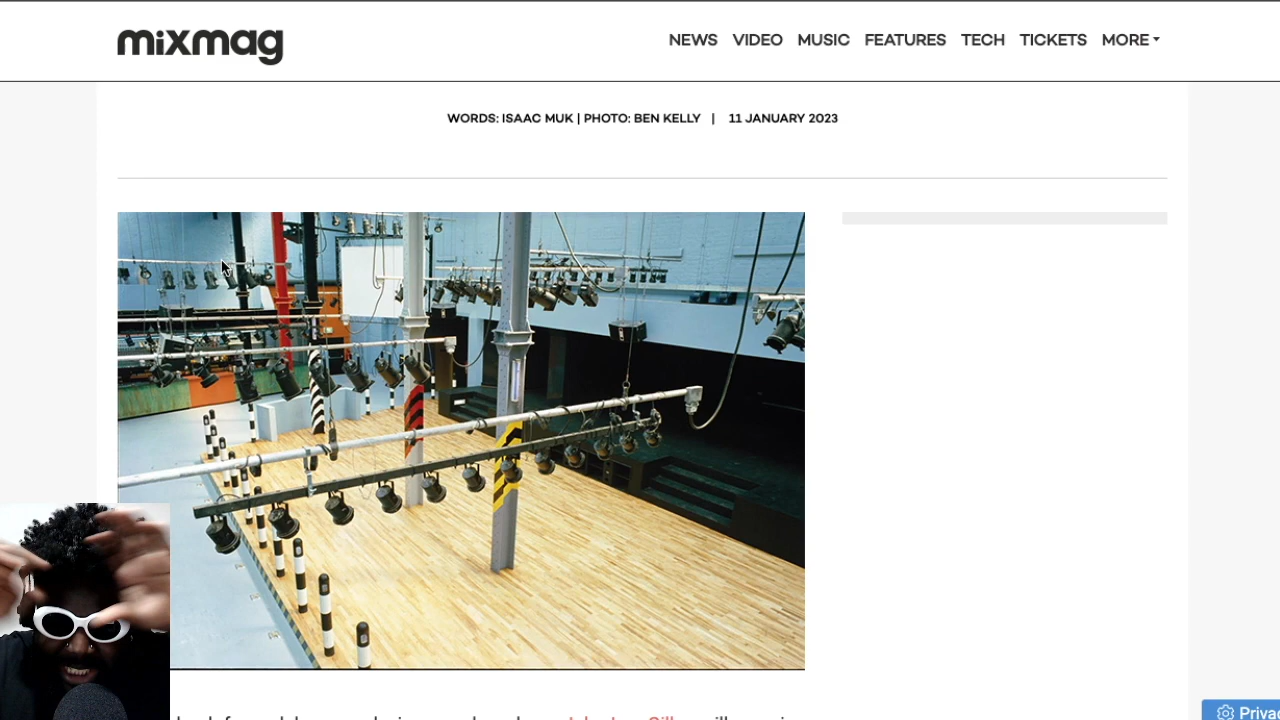 mixmag
NEWS VIDEO MUSIC FEATURES TECH TICKETS MORE
WORDS: ISAAC MUK | PHOTO: BEN KELLY | 11 JANUARY 2023
Priva